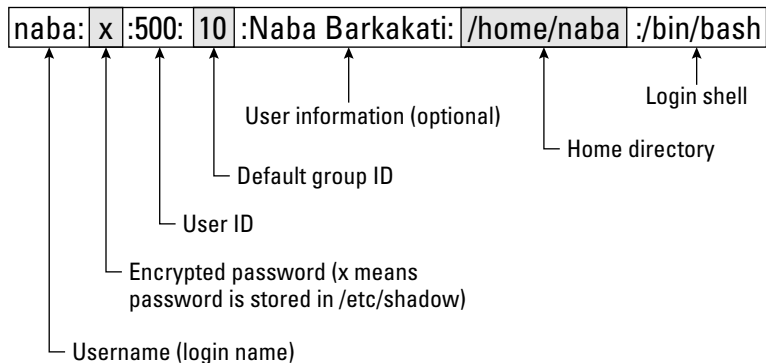 naba: x :500: 10 :Naba Barkakati: /home/naba :/bin/bash
Login shell
User information (optional)
Home directory
Default group ID
User ID
Encrypted password (x means
password is stored in /etc/shadow)
Username (login name)